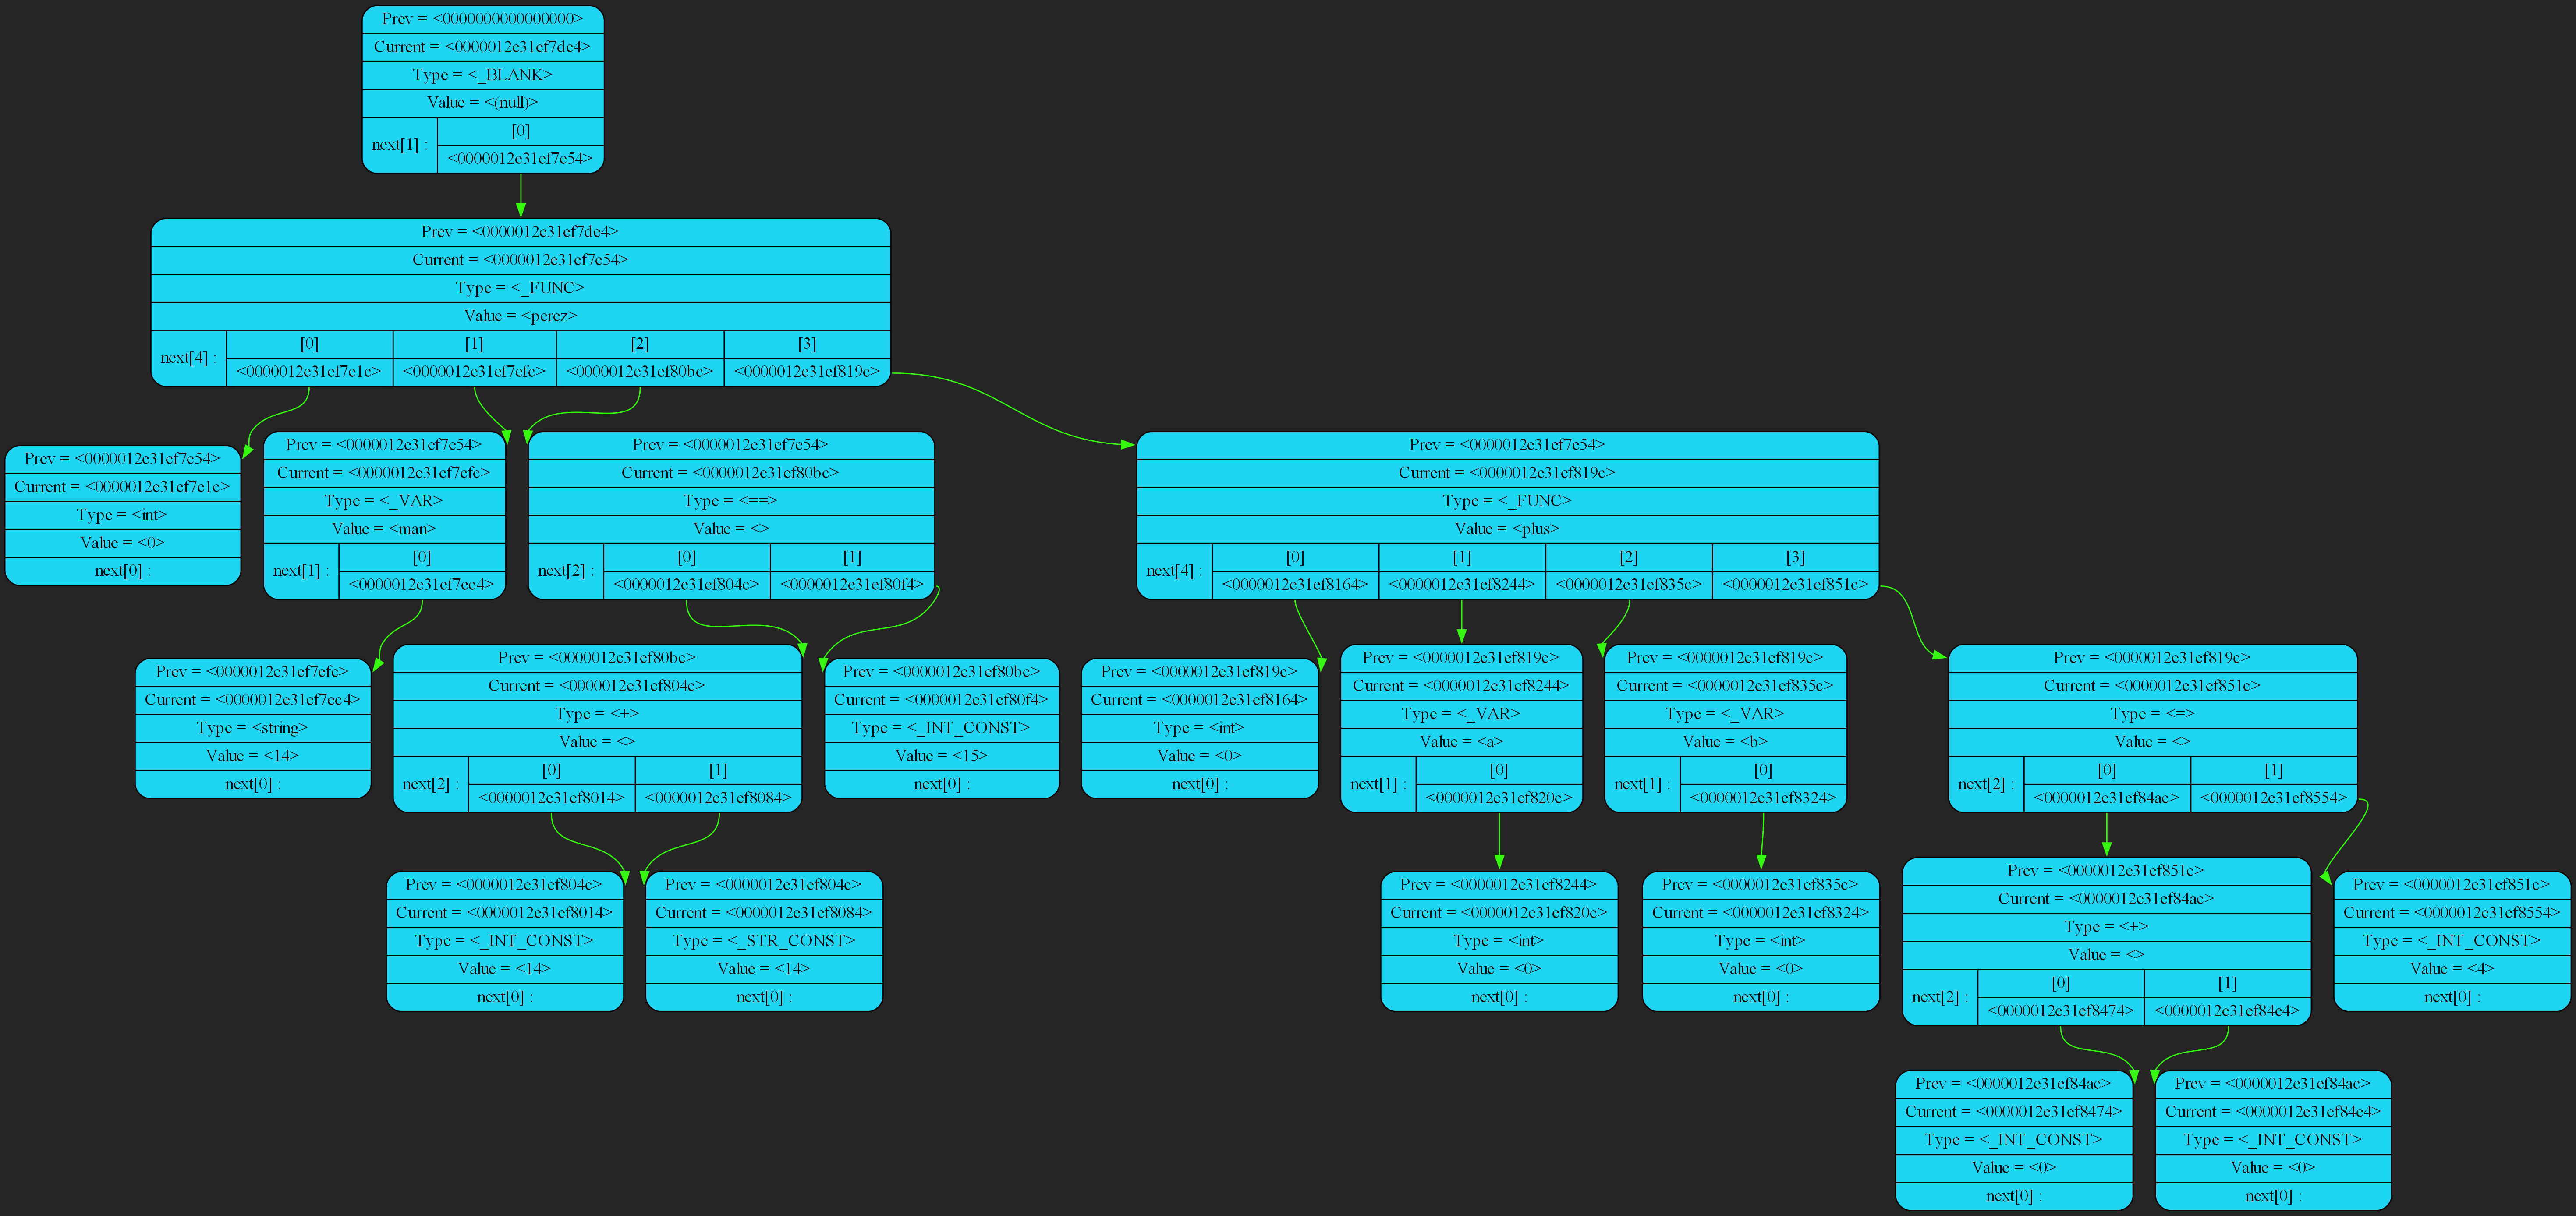 Prev = <0000000000000000>
Current = <0000012e31ef7de4>
Type = <_BLANK>
Value = <(null)>
next[1] :
[0]
<0000012e31ef7e54>
Prev = <0000012e31ef7de4>
Current = <0000012e31ef7e54>
Type = <_FUNC>
Value = <perez>
next[4] :
[0]
<0000012e31ef7e1c>
[1]
<0000012e31ef7efc>
[2]
<0000012e31ef80bc>
[3]
<0000012e31ef819c>
Prev = <0000012e31ef7e54>
Current = <0000012e31ef7e1c>
Type = <int>
Value = <0>
next[0] :
Prev = <0000012e31ef7e54>
Current = <0000012e31ef7efc>
Type = <_VAR>
Value = <man>
next[1] :
[0]
<0000012e31ef7ec4>
Prev = <0000012e31ef7e54>
Current = <0000012e31ef80bc>
Type = <==>
Value = <>
next[2] :
[0]
<0000012e31ef804c>
[1]
<0000012e31ef80f4>
Prev = <0000012e31ef7e54>
Current = <0000012e31ef819c>
Type = <_FUNC>
Value = <plus>
next[4] :
[0]
<0000012e31ef8164>
[1]
<0000012e31ef8244>
[2]
<0000012e31ef835c>
[3]
<0000012e31ef851c>
Prev = <0000012e31ef7efc>
Current = <0000012e31ef7ec4>
Type = <string>
Value = <14>
next[0] :
Prev = <0000012e31ef80bc>
Current = <0000012e31ef804c>
Type = <+>
Value = <>
next[2] :
[0]
<0000012e31ef8014>
[1]
<0000012e31ef8084>
Prev = <0000012e31ef80bc>
Current = <0000012e31ef80f4>
Type = <_INT_CONST>
Value = <15>
next[0] :
Prev = <0000012e31ef819c>
Current = <0000012e31ef8164>
Type = <int>
Value = <0>
next[0] :
Prev = <0000012e31ef819c>
Current = <0000012e31ef8244>
Type = <_VAR>
Value = <a>
next[1] :
[0]
<0000012e31ef820c>
Prev = <0000012e31ef819c>
Current = <0000012e31ef835c>
Type = <_VAR>
Value = <b>
next[1] :
[0]
<0000012e31ef8324>
Prev = <0000012e31ef819c>
Current = <0000012e31ef851c>
Type = <=>
Value = <>
next[2] :
[0]
<0000012e31ef84ac>
[1]
<0000012e31ef8554>
Prev = <0000012e31ef804c>
Current = <0000012e31ef8014>
Type = <_INT_CONST>
Value = <14>
next[0] :
Prev = <0000012e31ef804c>
Current = <0000012e31ef8084>
Type = <_STR_CONST>
Value = <14>
next[0] :
Prev = <0000012e31ef8244>
Current = <0000012e31ef820c>
Type = <int>
Value = <0>
next[0] :
Prev = <0000012e31ef835c>
Current = <0000012e31ef8324>
Type = <int>
Value = <0>
next[0] :
Prev = <0000012e31ef851c>
Current = <0000012e31ef84ac>
Type = <+>
Value = <>
next[2] :
[0]
<0000012e31ef8474>
[1]
<0000012e31ef84e4>
Prev = <0000012e31ef851c>
Current = <0000012e31ef8554>
Type = <_INT_CONST>
Value = <4>
next[0] :
Prev = <0000012e31ef84ac>
Current = <0000012e31ef8474>
Type = <_INT_CONST>
Value = <0>
next[0] :
Prev = <0000012e31ef84ac>
Current = <0000012e31ef84e4>
Type = <_INT_CONST>
Value = <0>
next[0] :